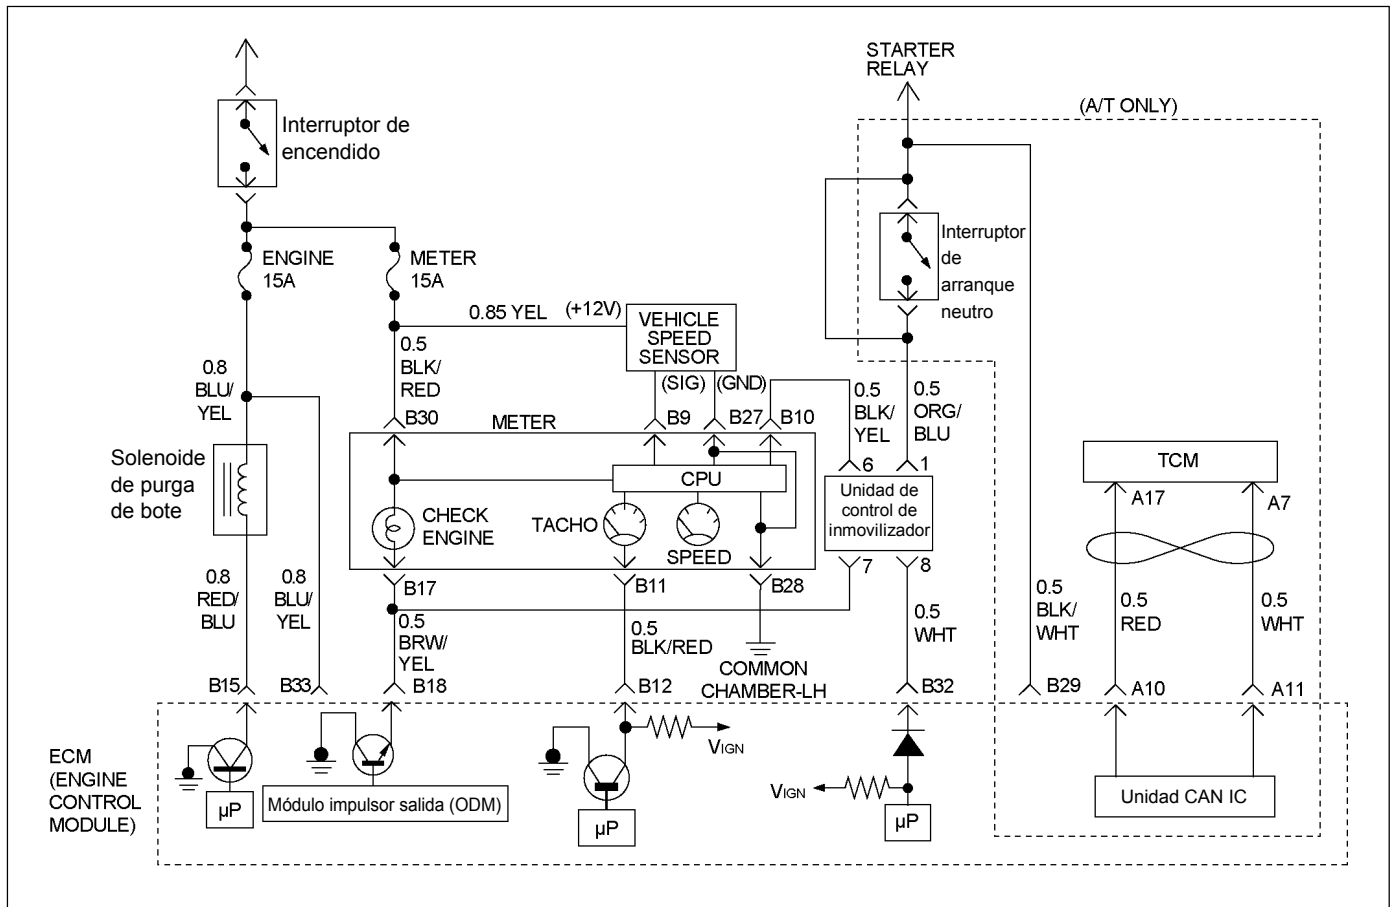 STARTER
RELAY
(A/T ONLY)
Interruptor de
encendido
ENGINE
15A
METER
15A
Interruptor
de
arranque
neutro
0.85 YEL
(+12V)
VEHICLE
SPEED
SENSOR
(SIG)
(GND)
0.8
BLU/
YEL
0.5
BLK/
RED
0.5
BLK/
YEL
0.5
ORG/
BLU
B30
METER
B9
B27
B10
6
1
Solenoide
de purga
de bote
CPU
CHECK
ENGINE
TACHO
SPEED
Unidad de
control de
inmovilizador
TCM
A17
A7
B17
B11
B28
7
8
0.8
RED/
BLU
0.8
BLU/
YEL
0.5
BRW/
YEL
0.5
BLK/RED
COMMON
CHAMBER-LH
0.5
WHT
0.5
BLK/
WHT
0.5
RED
0.5
WHT
B15
B33
B18
B12
B32
B29
A10
A11
ECM
(ENGINE
CONTROL
MODULE)
µP
Módulo impulsor salida (ODM)
VIGN
µP
VIGN
µP
Unidad CAN IC